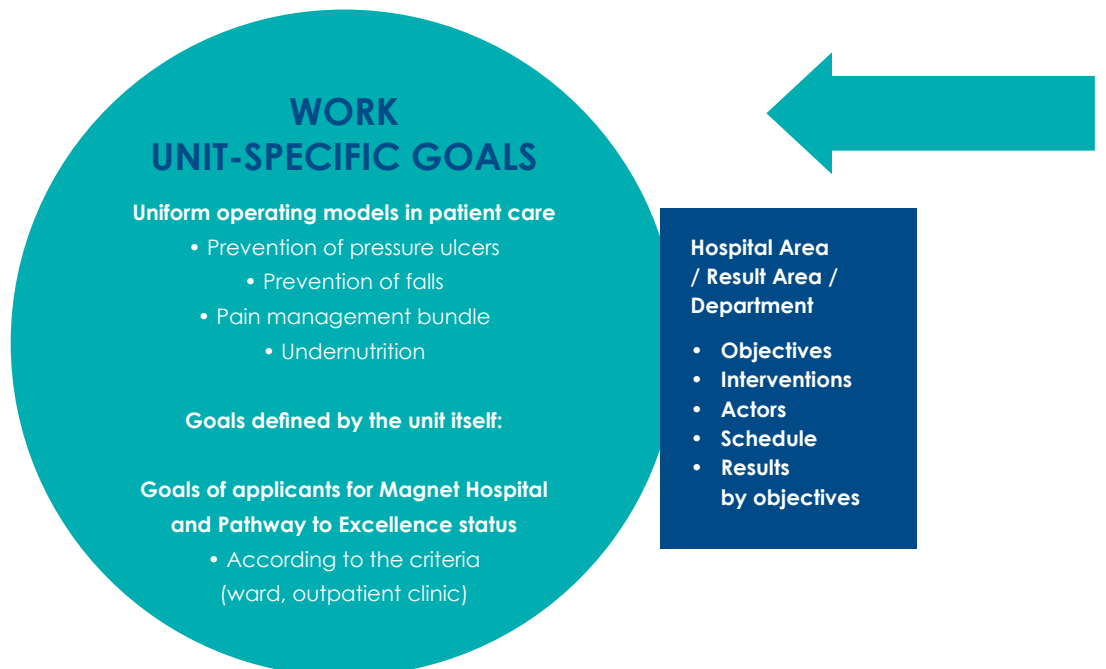 WORK
UNIT-SPECIFIC GOALS
Uniform operating models in patient care
• Prevention of pressure ulcers
• Prevention of falls
• Pain management bundle
• Undernutrition
Goals defined by the unit itself:
Goals of applicants for Magnet Hospital
and Pathway to Excellence status
• According to the criteria
(ward, outpatient clinic)
Hospital Area
/ Result Area /
Department
• Objectives
• Interventions
• Actors
• Schedule
• Results
by objectives